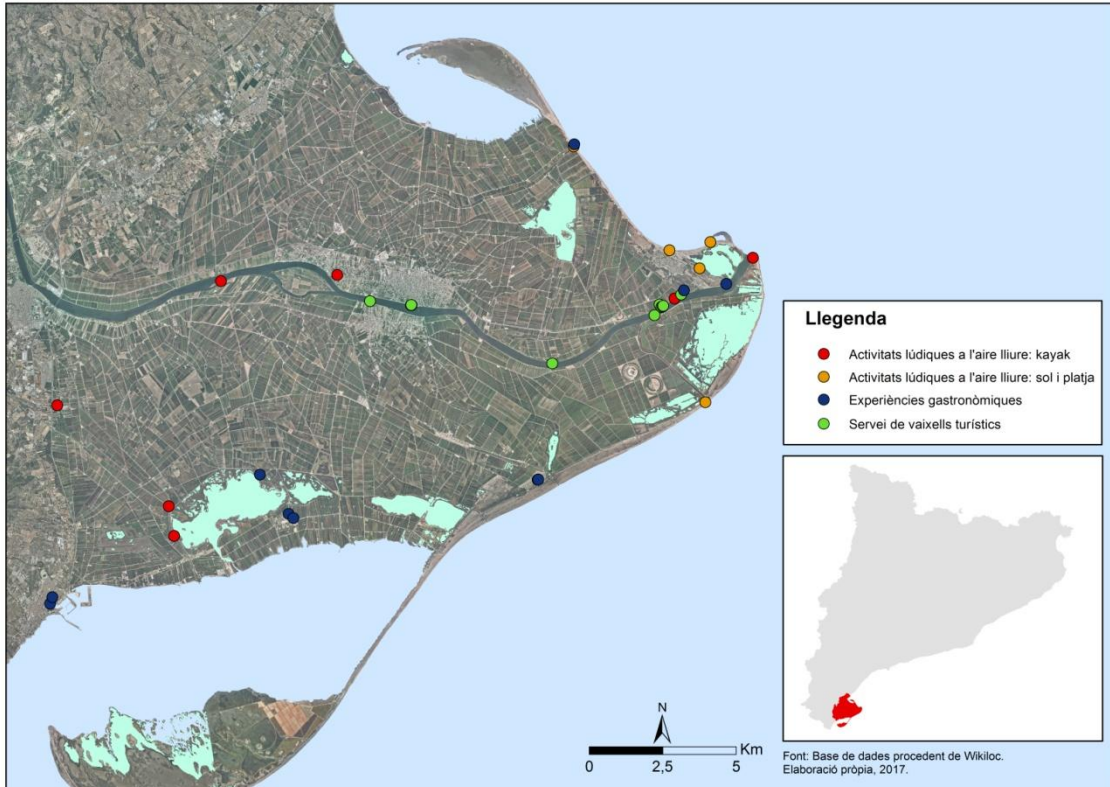 Llegenda
Activitats lúdiques a l'aire lliure: kayak
Activitats lúdiques a l'aire lliure: sol i platja
Experiències gastronòmiques
Servei de vaixells turístics
N
Km
0 2,5 5
Font: Base de dades procedent de Wikiloc.
Elaboració pròpia, 2017.